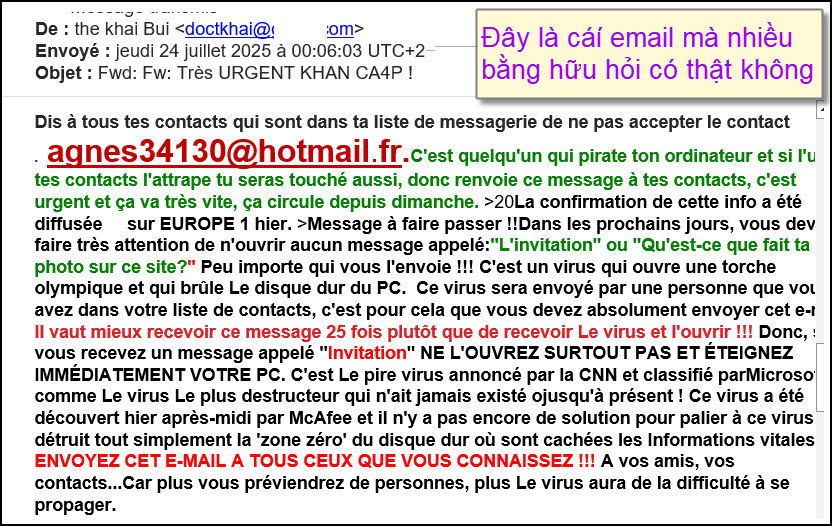 Message transmis
De : the khai Bui <doctkhai@ com>
Envoyé : jeudi 24 juillet 2025 à 00:06:03 UTC+2
Objet : Fwd: Fw: Très URGENT KHAN CA4P !
Đây là cáí email mà nhiều
bằng hữu hỏi có thật không
Dis à tous tes contacts qui sont dans ta liste de messagerie de ne pas accepter le contact
. agnes34130@hotmail.fr.C'est quelqu'un qui pirate ton ordinateur et si l'u
tes contacts l'attrape tu seras touché aussi, donc renvoie ce message à tes contacts, c'est
urgent et ça va très vite, ça circule depuis dimanche. >20La confirmation de cette info a été
diffusée sur EUROPE 1 hier. >Message à faire passer !!Dans les prochains jours, vous dev
faire très attention de n'ouvrir aucun message appelé:"L'invitation" ou "Qu'est-ce que fait ta
photo sur ce site?" Peu importe qui vous l'envoie !!! C'est un virus qui ouvre une torche
olympique et qui brûle Le disque dur du PC. Ce virus sera envoyé par une personne que vou
avez dans votre liste de contacts, c'est pour cela que vous devez absolument envoyer cet e-
Il vaut mieux recevoir ce message 25 fois plutôt que de recevoir Le virus et l'ouvrir !!! Donc,
vous recevez un message appelé "Invitation" NE L'OUVREZ SURTOUT PAS ET ÉTEIGNEZ
IMMÉDIATEMENT VOTRE PC. C'est Le pire virus annoncé par la CNN et classifié parMicroso
comme Le virus Le plus destructeur qui n'ait jamais existé ojusqu'à présent ! Ce virus a été
découvert hier après-midi par McAfee et il n'y a pas encore de solution pour palier à ce virus
détruit tout simplement la 'zone zéro' du disque dur où sont cachées les Informations vitales
ENVOYEZ CET E-MAIL A TOUS CEUX QUE VOUS CONNAISSEZ !!! A vos amis, vos
contacts...Car plus vous préviendrez de personnes, plus Le virus aura de la difficulté à se
propager.